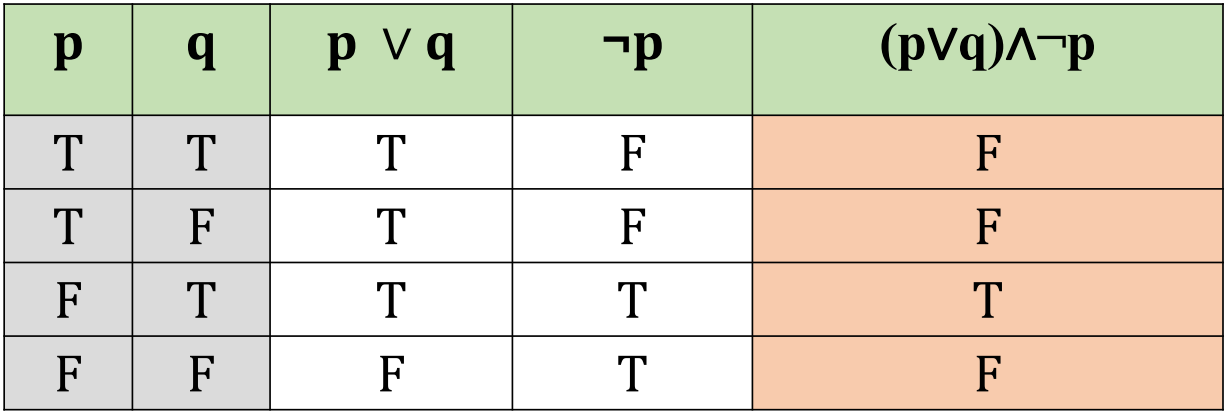 p q p ∨ q ¬p (p∨q)∧¬p
T T T F F
T F T F F
F T T T T
F F F T F